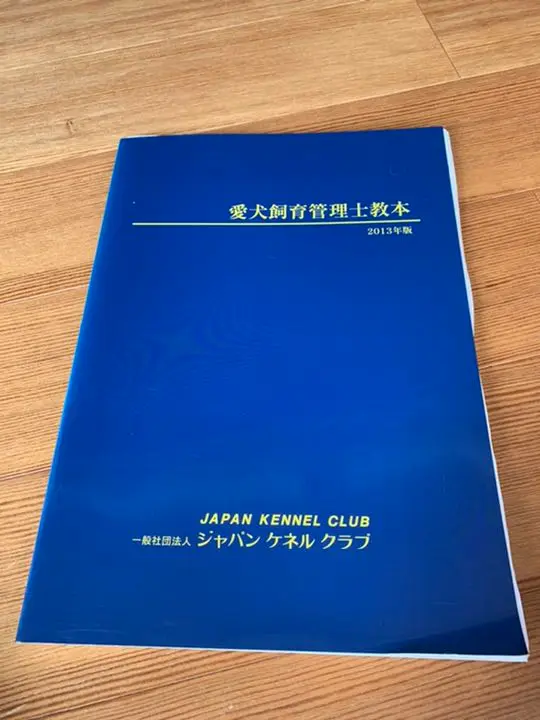 愛犬飼育管理士教本
2013年版
JAPAN KENNEL CLUB
一般社団法人 ジャパン ケネル クラブ